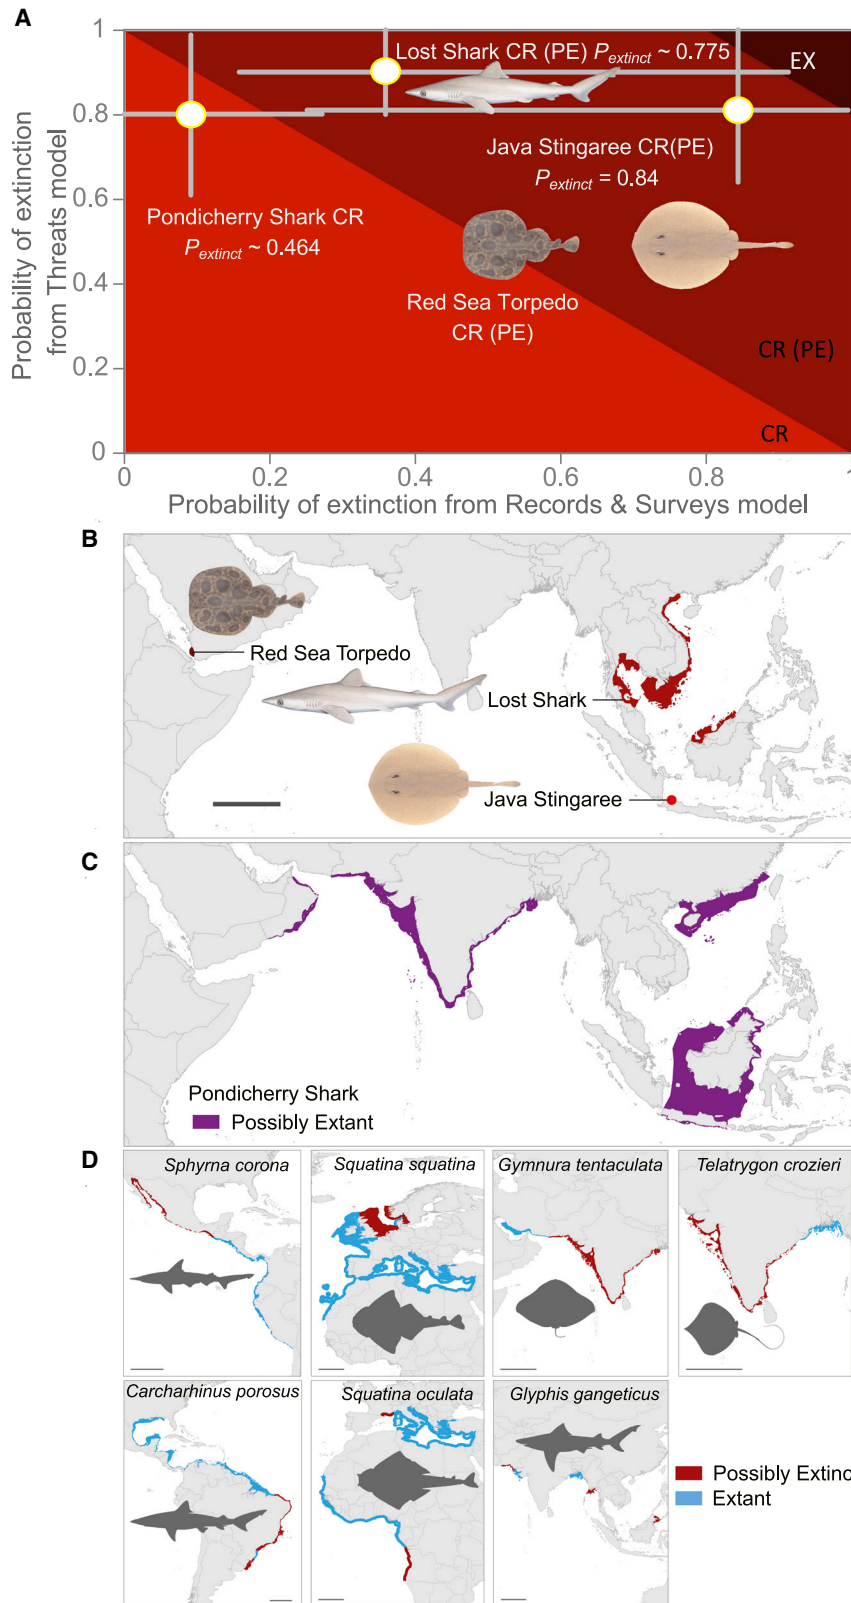 A
1
0.8
0.6
0.4
0.2
0
Probability of extinction
from Threats model
Lost Shark CR (PE) Pextinct ~ 0.775
EX
Java Stingaree CR(PE)
Pextinct = 0.84
Pondicherry Shark CR
Pextinct ~ 0.464
Red Sea Torpedo
CR (PE)
CR (PE)
CR
0
0.2
0.4
0.6
0.8
1
Probability of extinction from Records & Surveys model
B
Red Sea Torpedo
Lost Shark
Java Stingaree
C
Pondicherry Shark
Possibly Extant
D
Sphyrna corona
Squatina squatina
Gymnura tentaculata
Telatrygon crozieri
Carcharhinus porosus
Squatina oculata
Glyphis gangeticus
Possibly Extinc
Extant